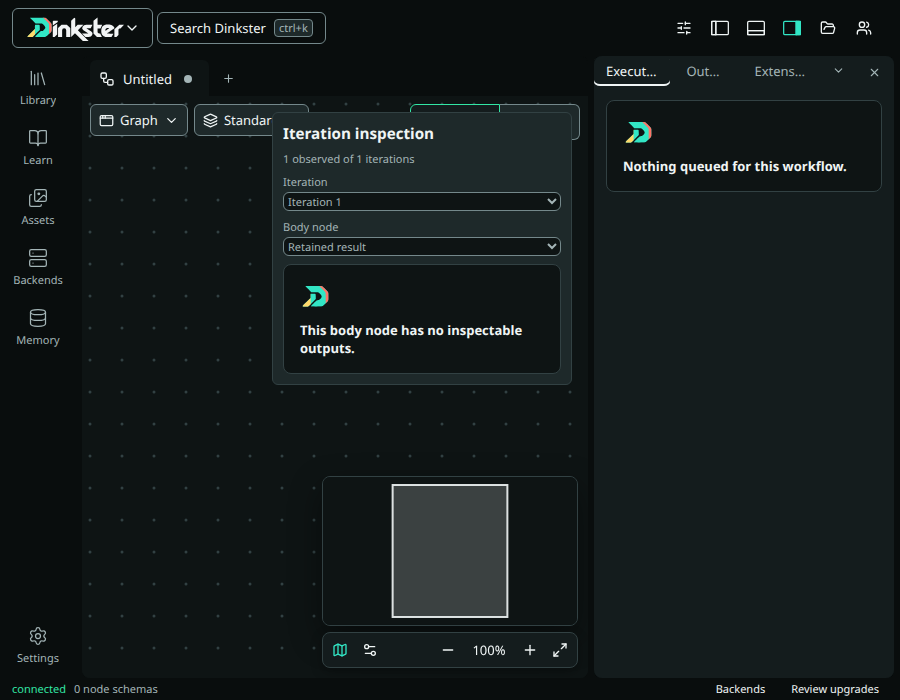 Dinkster
Search Dinkster ctrl+k
Library
Learn
Assets
Backends
Memory
Settings
Untitled
Graph
Standar
Iteration inspection
1 observed of 1 iterations
Iteration
Iteration 1
Body node
Retained result
This body node has no inspectable
outputs.
100%
Execut... Out... Extens...
Nothing queued for this workflow.
connected 0 node schemas
Backends Review upgrades